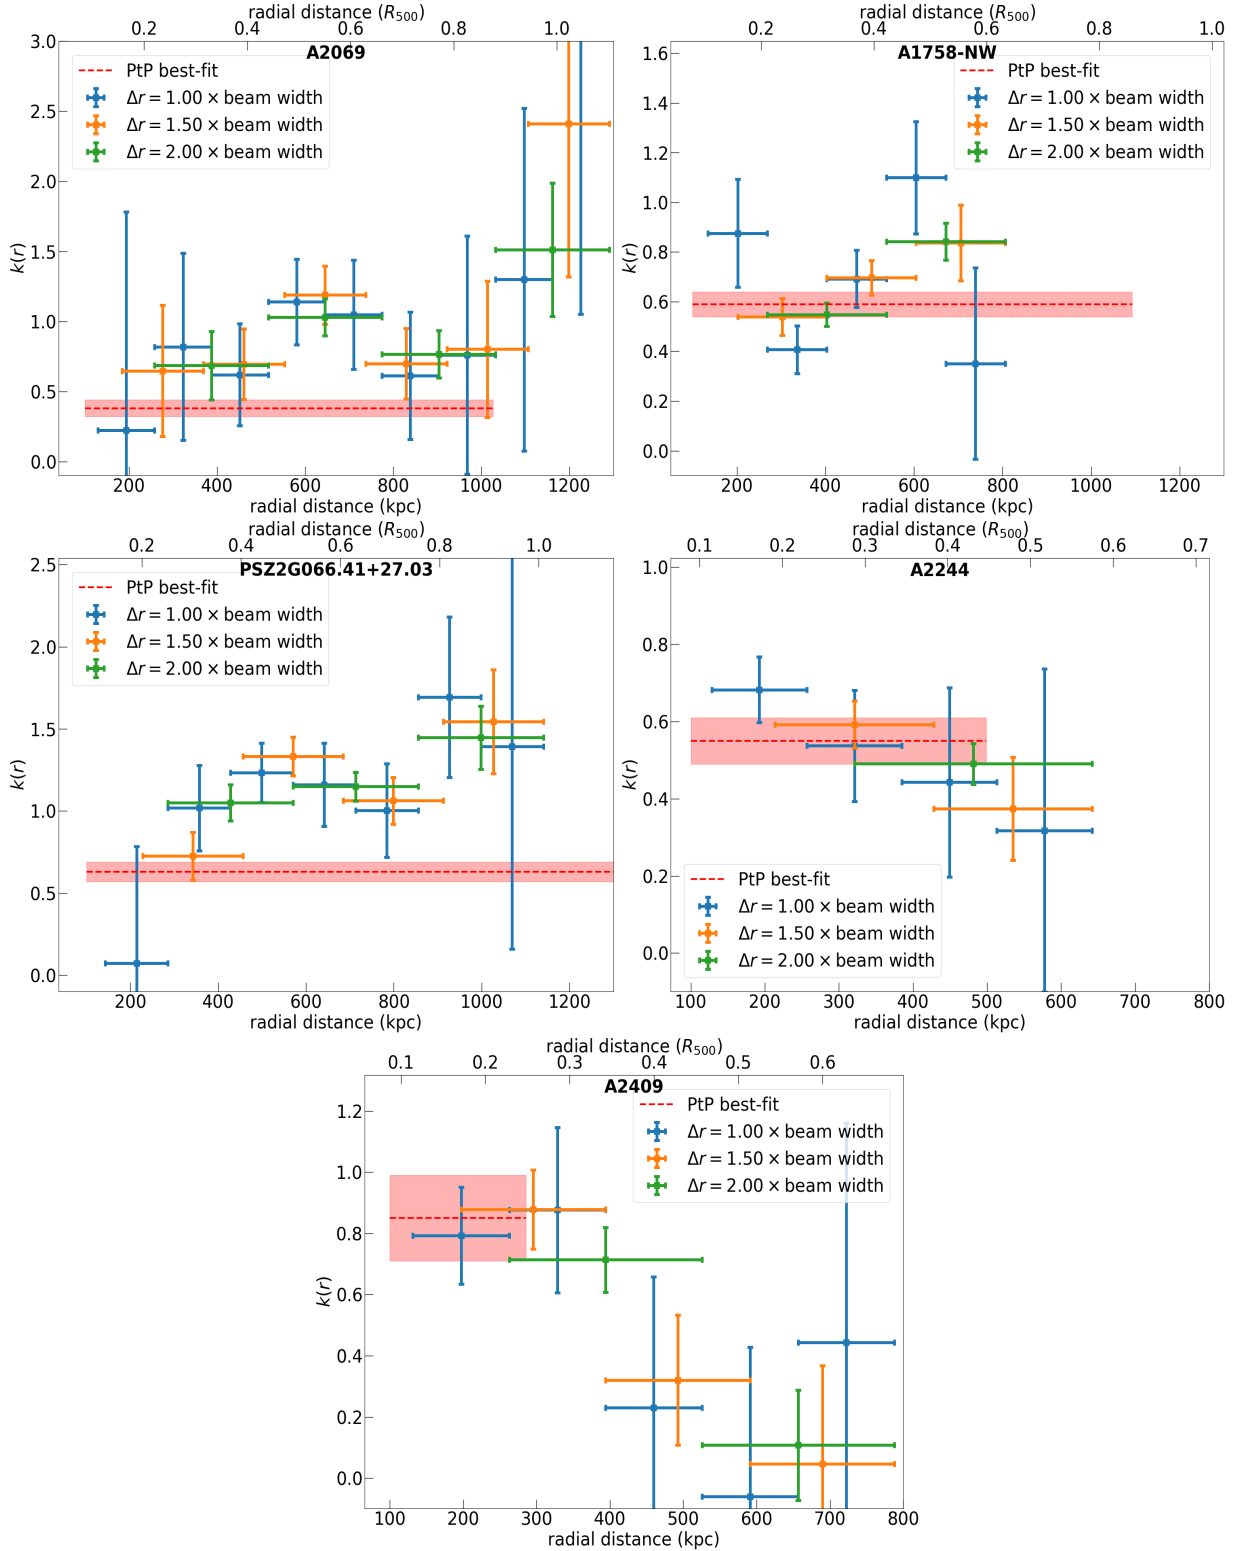 radial distance (R500)
0.2 0.4 0.6 0.8 1.0
A2069
PtP best-fit
Δr = 1.00 × beam width
Δr = 1.50 × beam width
Δr = 2.00 × beam width
3.0
2.5
2.0
1.5
1.0
0.5
0.0
k(r)
200 400 600 800 1000 1200
radial distance (kpc)
radial distance (R500)
0.2 0.4 0.6 0.8 1.0
A1758-NW
PtP best-fit
Δr = 1.00 × beam width
Δr = 1.50 × beam width
Δr = 2.00 × beam width
1.6
1.4
1.2
1.0
0.8
0.6
0.4
0.2
0.0
k(r)
200 400 600 800 1000 1200
radial distance (kpc)
radial distance (R500)
0.2 0.4 0.6 0.8 1.0
PSZ2G066.41+27.03
PtP best-fit
Δr = 1.00 × beam width
Δr = 1.50 × beam width
Δr = 2.00 × beam width
2.5
2.0
1.5
1.0
0.5
0.0
k(r)
200 400 600 800 1000 1200
radial distance (kpc)
radial distance (R500)
0.1 0.2 0.3 0.4 0.5 0.6 0.7
A2244
1.0
0.8
0.6
0.4
0.2
0.0
k(r)
PtP best-fit
Δr = 1.00 × beam width
Δr = 1.50 × beam width
Δr = 2.00 × beam width
100 200 300 400 500 600 700 800
radial distance (kpc)
radial distance (R500)
0.1 0.2 0.3 0.4 0.5 0.6
A2409
PtP best-fit
Δr = 1.00 × beam width
Δr = 1.50 × beam width
Δr = 2.00 × beam width
1.2
1.0
0.8
0.6
0.4
0.2
0.0
k(r)
100 200 300 400 500 600 700 800
radial distance (kpc)